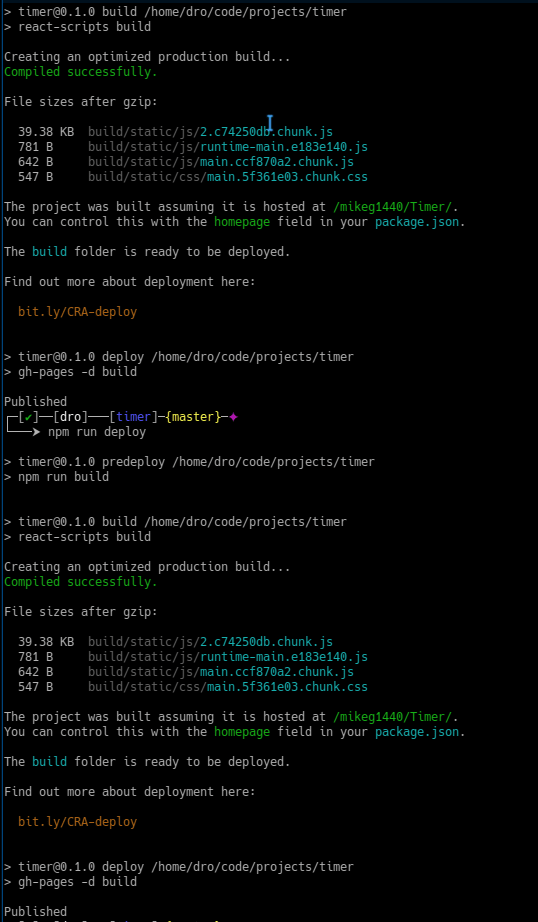 > timer@0.1.0 build /home/dro/code/projects/timer
> react-scripts build
Creating an optimized production build...
Compiled successfully.
File sizes after gzip:
39.38 KB build/static/js/2.c74250db.chunk.js
781 B build/static/js/runtime-main.e183e140.js
642 B build/static/js/main.ccf870a2.chunk.js
547 B build/static/css/main.5f361e03.chunk.css
The project was built assuming it is hosted at /mikeg1440/Timer/.
You can control this with the homepage field in your package.json.
The build folder is ready to be deployed.
Find out more about deployment here:
bit.ly/CRA-deploy
> timer@0.1.0 deploy /home/dro/code/projects/timer
> gh-pages -d build
Published
┌─[✔]──[dro]───[timer]─{master}─✦
└───➤ npm run deploy
> timer@0.1.0 predeploy /home/dro/code/projects/timer
> npm run build
> timer@0.1.0 build /home/dro/code/projects/timer
> react-scripts build
Creating an optimized production build...
Compiled successfully.
File sizes after gzip:
39.38 KB build/static/js/2.c74250db.chunk.js
781 B build/static/js/runtime-main.e183e140.js
642 B build/static/js/main.ccf870a2.chunk.js
547 B build/static/css/main.5f361e03.chunk.css
The project was built assuming it is hosted at /mikeg1440/Timer/.
You can control this with the homepage field in your package.json.
The build folder is ready to be deployed.
Find out more about deployment here:
bit.ly/CRA-deploy
> timer@0.1.0 deploy /home/dro/code/projects/timer
> gh-pages -d build
Published